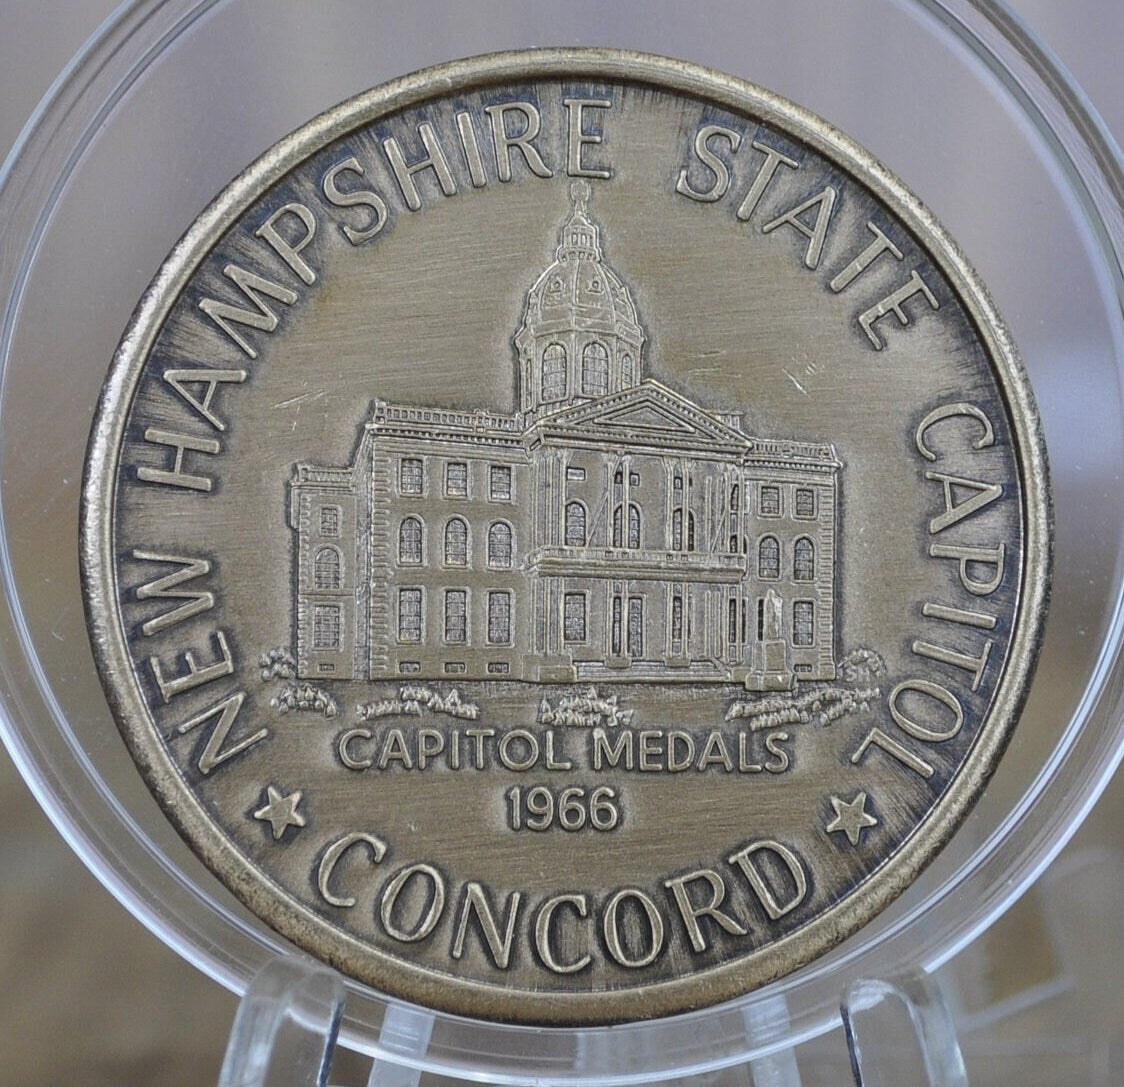 NEW HAMPSHIRE STATE CAPITOL
CAPITOL MEDALS
1966
CONCORD